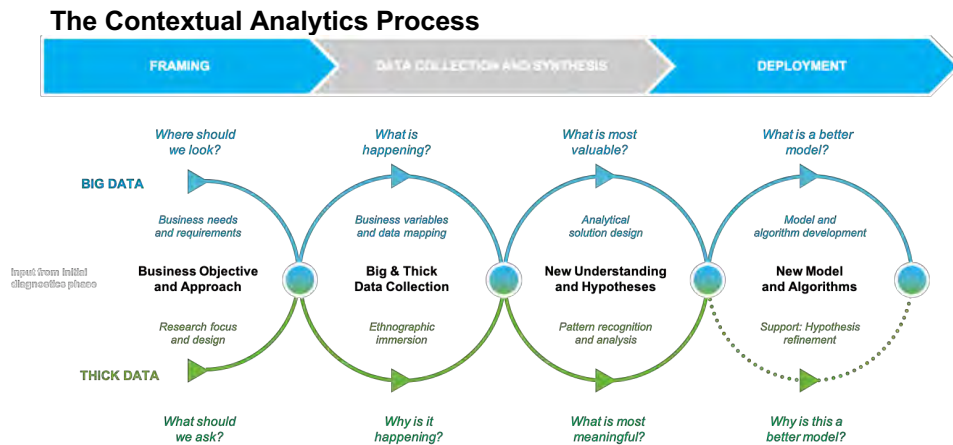 The Contextual Analytics Process
FRAMING
DATA COLLECTION AND SYNTHESIS
DEPLOYMENT
Where should
we look?
What is
happening?
What is most
valuable?
What is a better
model?
BIG DATA
Business needs
and requirements
Business variables
and data mapping
Analytical
solution design
Model and
algorithm development
Input from initial
diagnostics phase
Business Objective
and Approach
Big & Thick
Data Collection
New Understanding
and Hypotheses
New Model
and Algorithms
Research focus
and design
Ethnographic
immersion
Pattern recognition
and analysis
Support: Hypothesis
refinement
THICK DATA
What should
we ask?
Why is it
happening?
What is most
meaningful?
Why is this a
better model?